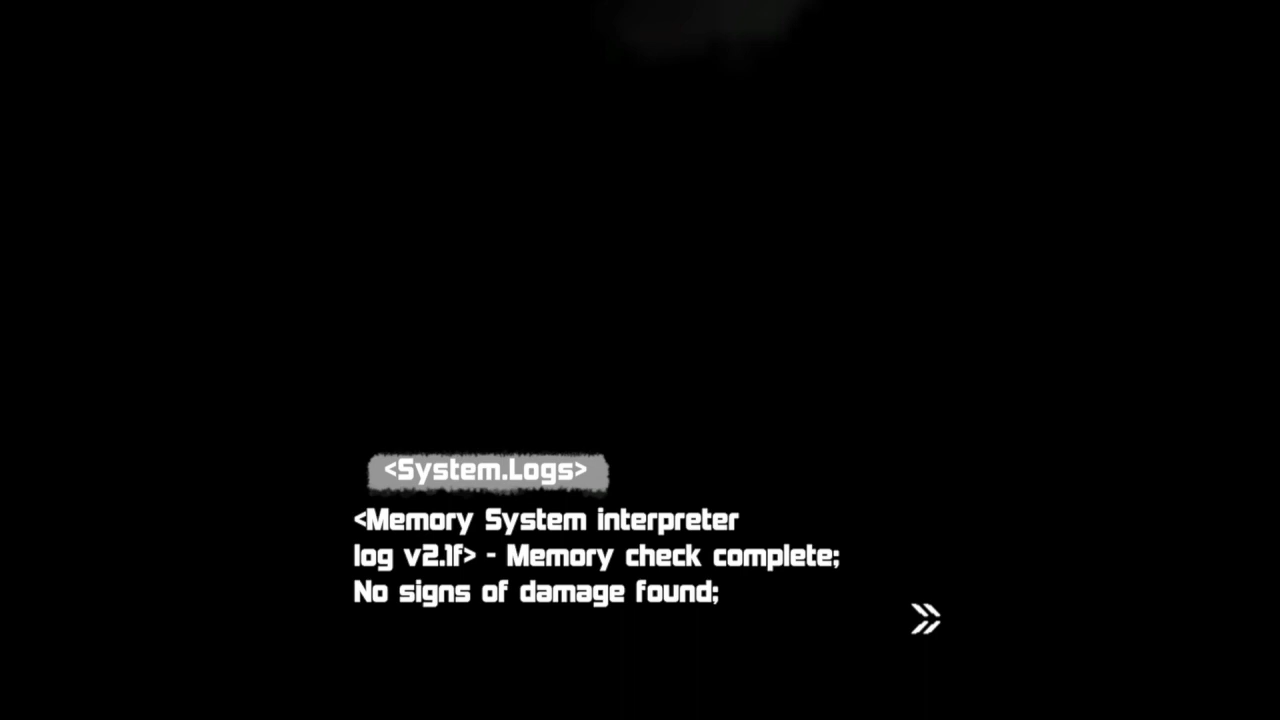 <System.Logs>
<Memory System interpreter
log v2.1f> - Memory check complete;
No signs of damage found;